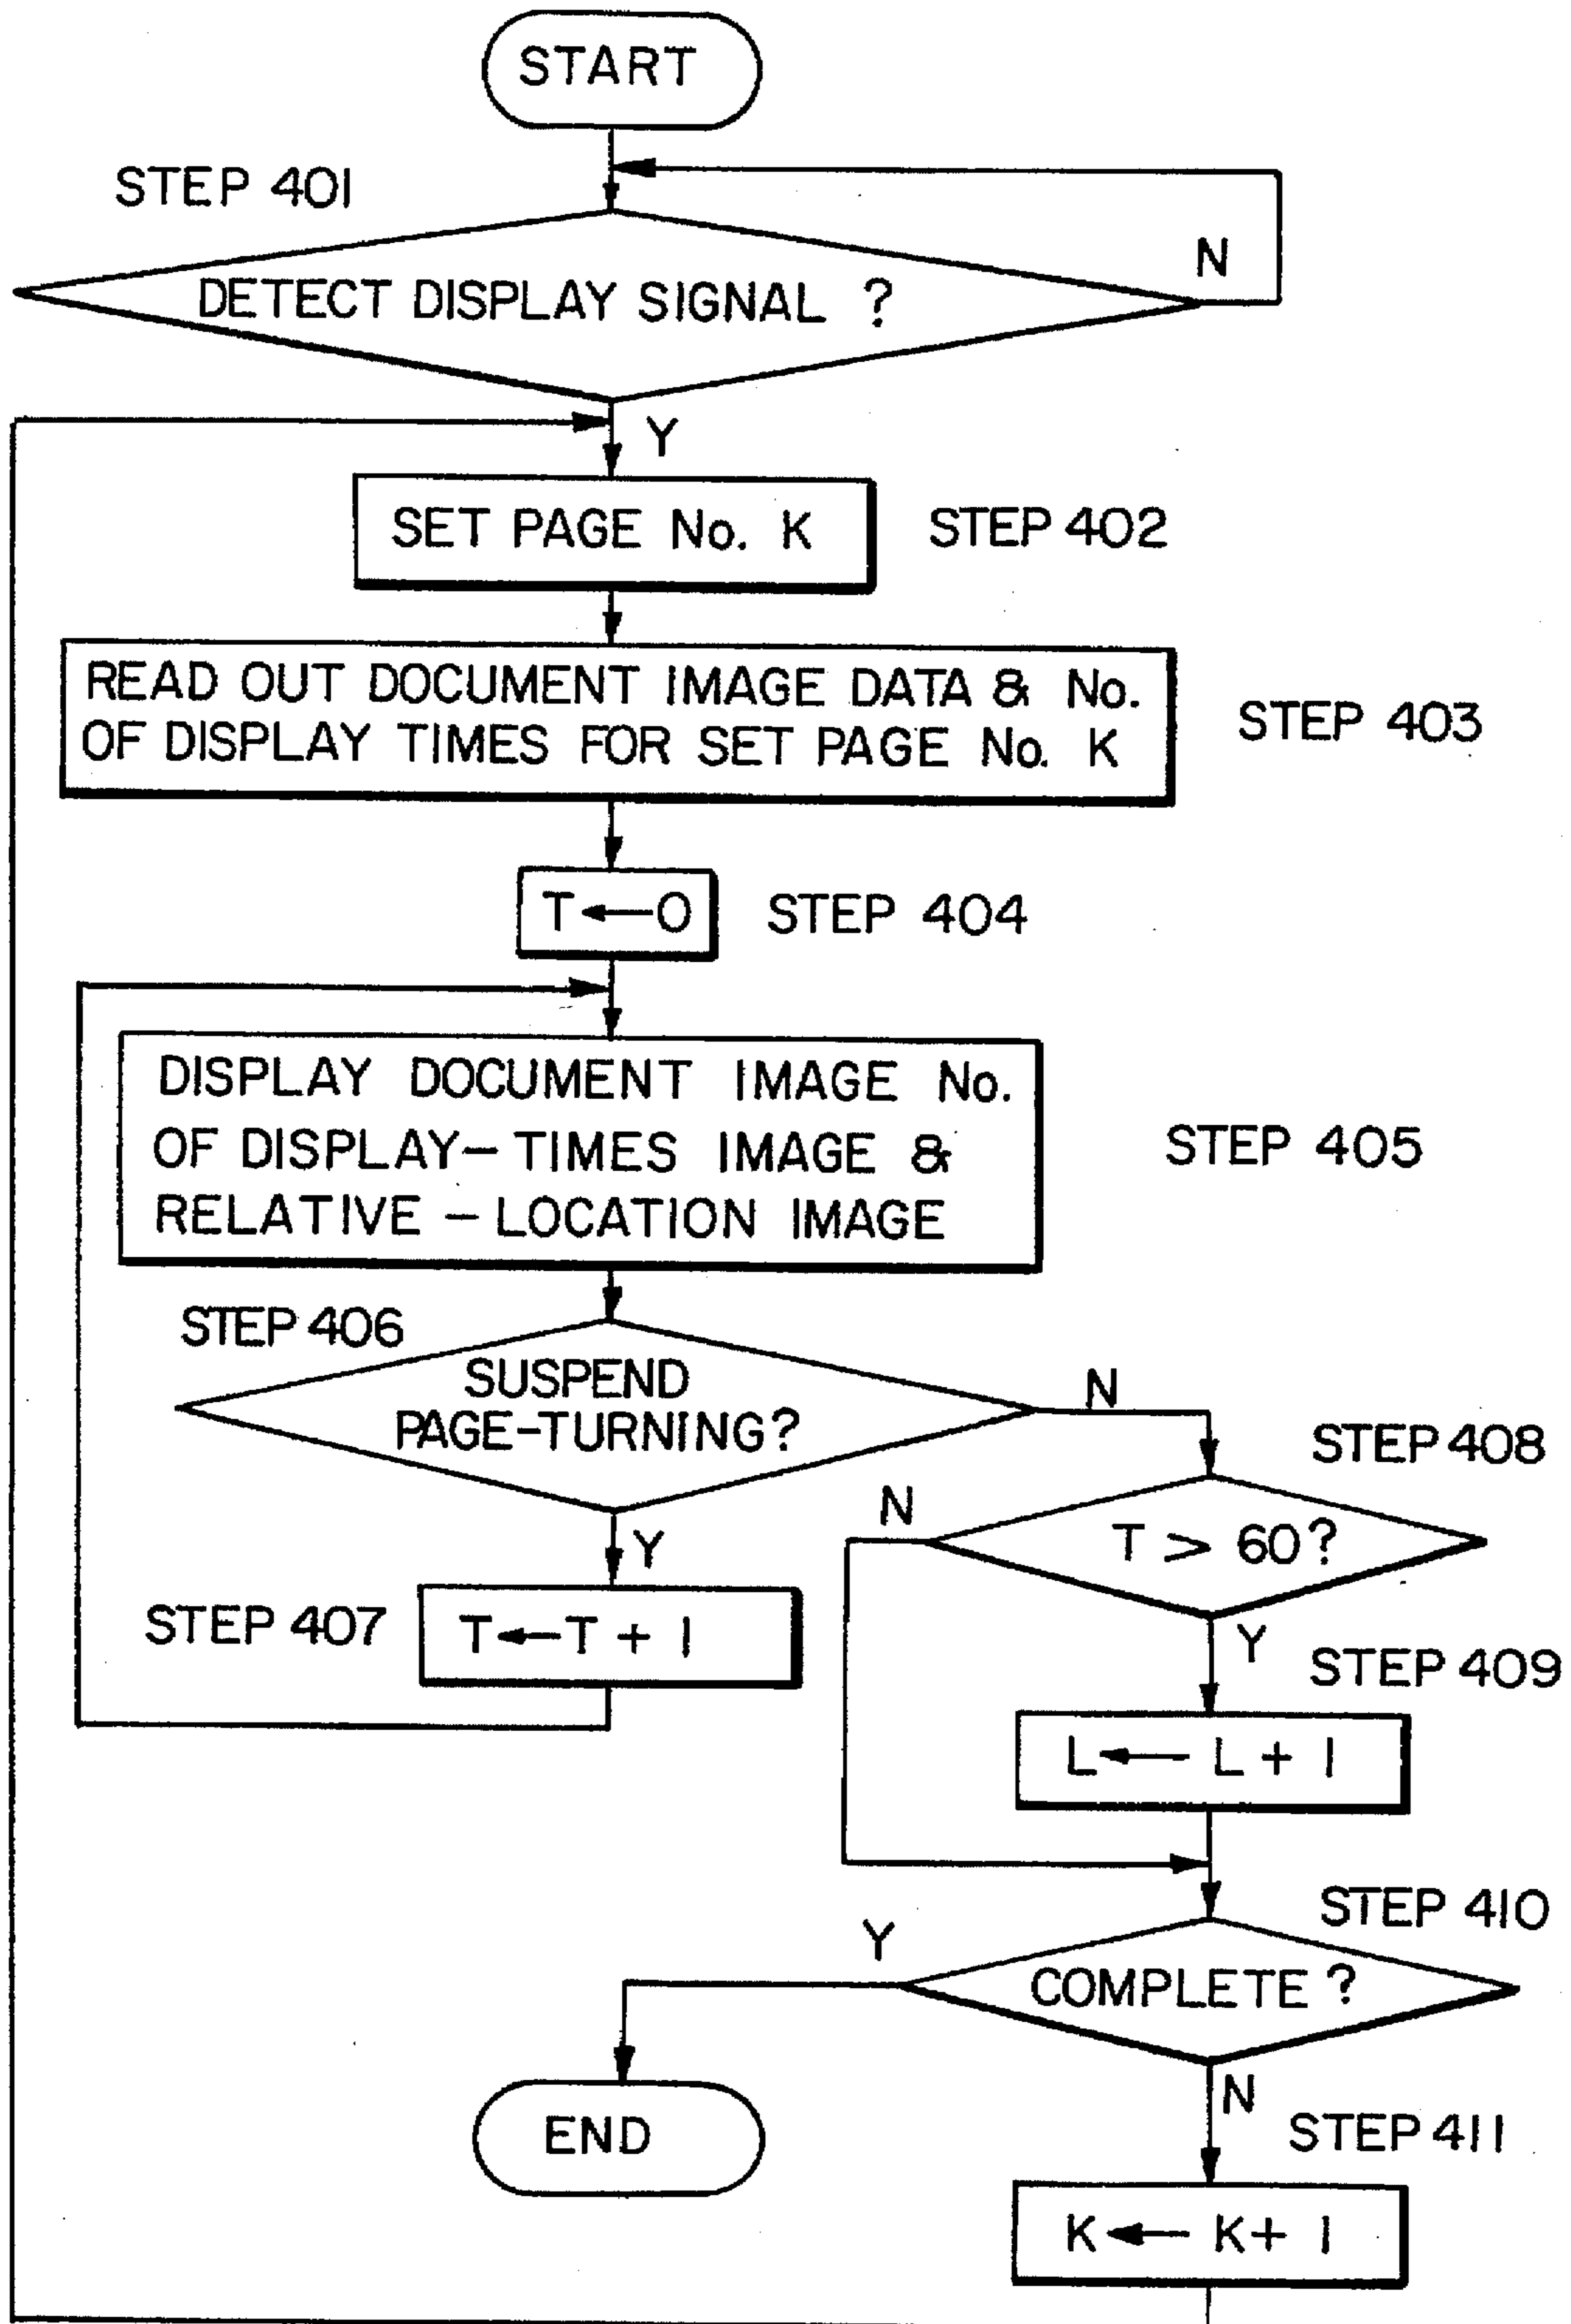 START
STEP 401
N
DETECT DISPLAY SIGNAL ?
Y
SET PAGE No. K
STEP 402
READ OUT DOCUMENT IMAGE DATA & No.
OF DISPLAY TIMES FOR SET PAGE No. K
STEP 403
T←O
STEP 404
DISPLAY DOCUMENT IMAGE No.
OF DISPLAY-TIMES IMAGE &
RELATIVE-LOCATION IMAGE
STEP 405
STEP 406
SUSPEND
PAGE-TURNING?
N
STEP 408
N
T > 60?
Y
STEP 407
T←T + 1
Y
STEP 409
L← L + 1
STEP 410
Y
COMPLETE ?
END
N
STEP 411
K← K+ 1